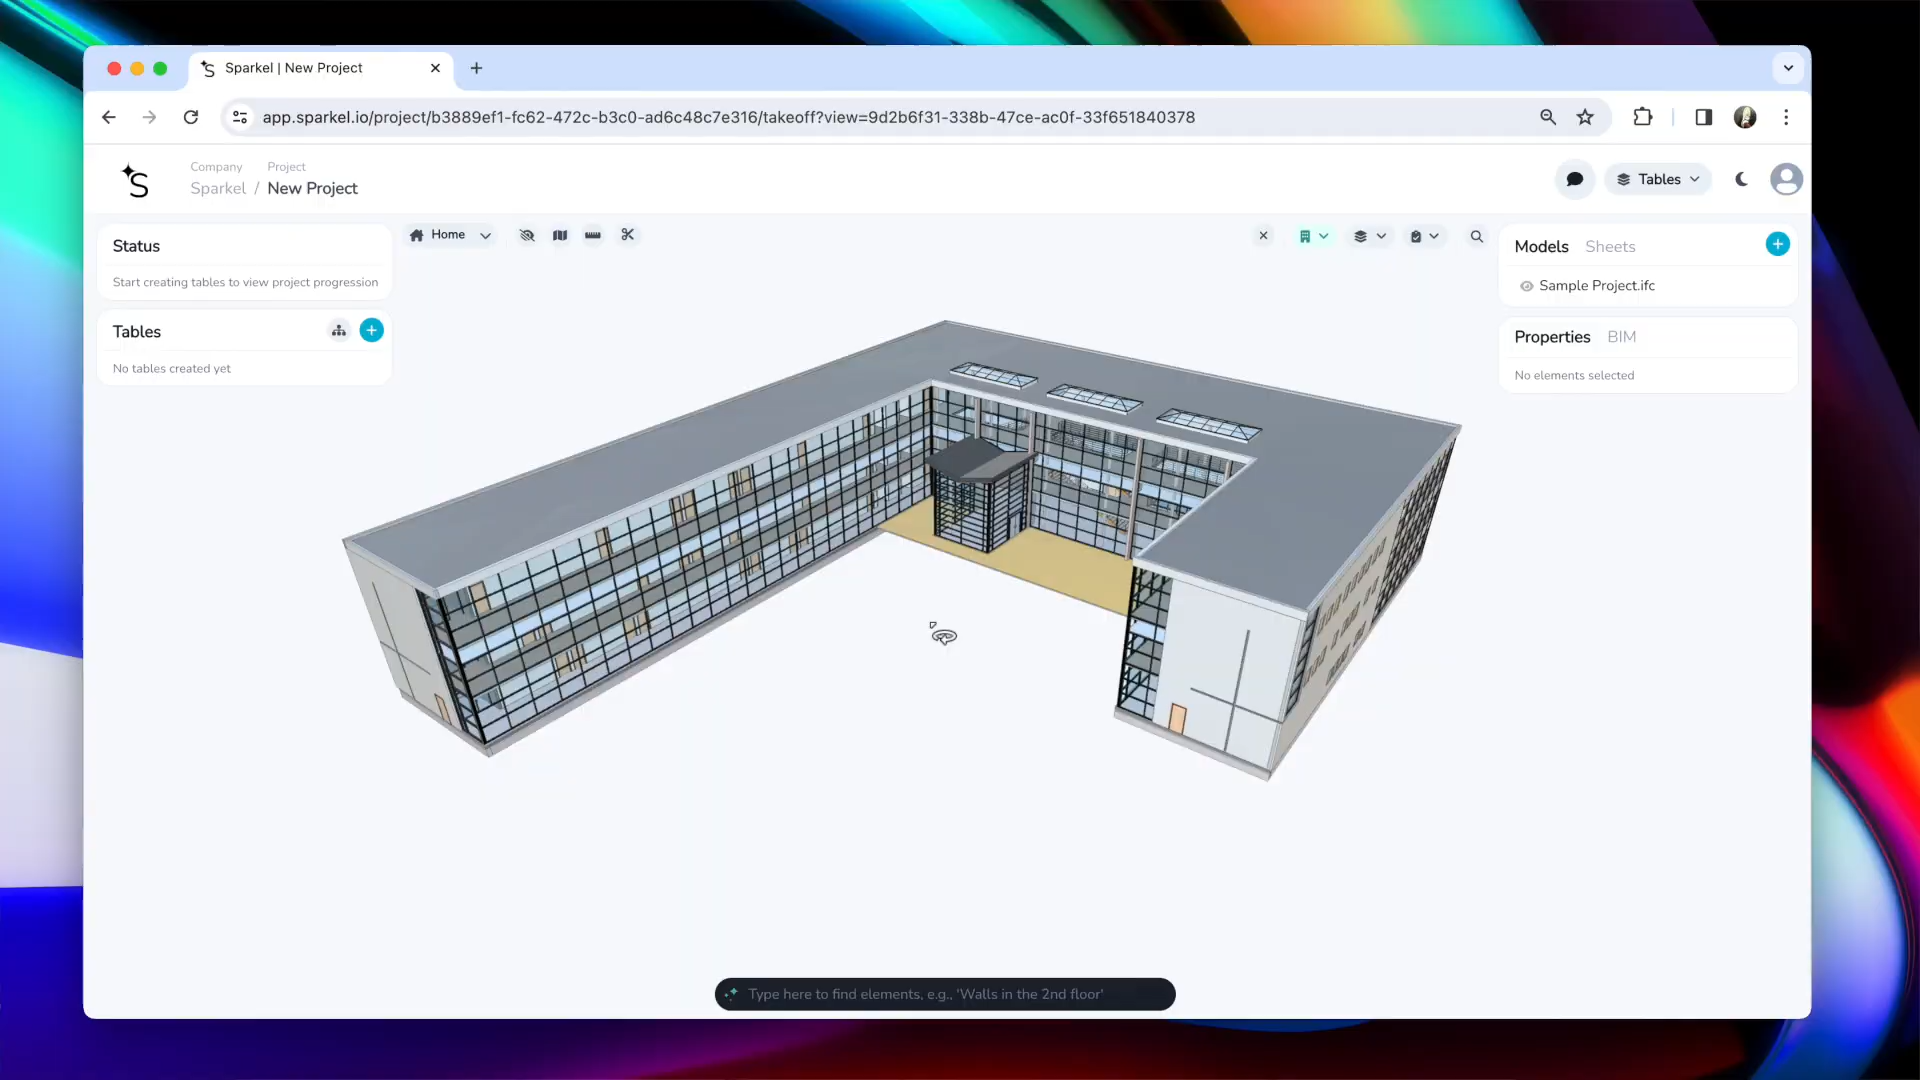 Sparkel | New Project
app.sparkel.io/project/b3889ef1-fc62-472c-b3c0-ad6c48c7e316/takeoff?view=9d2b6f31-338b-47ce-ac0f-33f651840378
Company Project
Sparkel / New Project
Tables
Status
Start creating tables to view project progression
Home
Models Sheets
Sample Project.ifc
Tables
No tables created yet
Properties BIM
No elements selected
Type here to find elements, e.g., 'Walls in the 2nd floor'